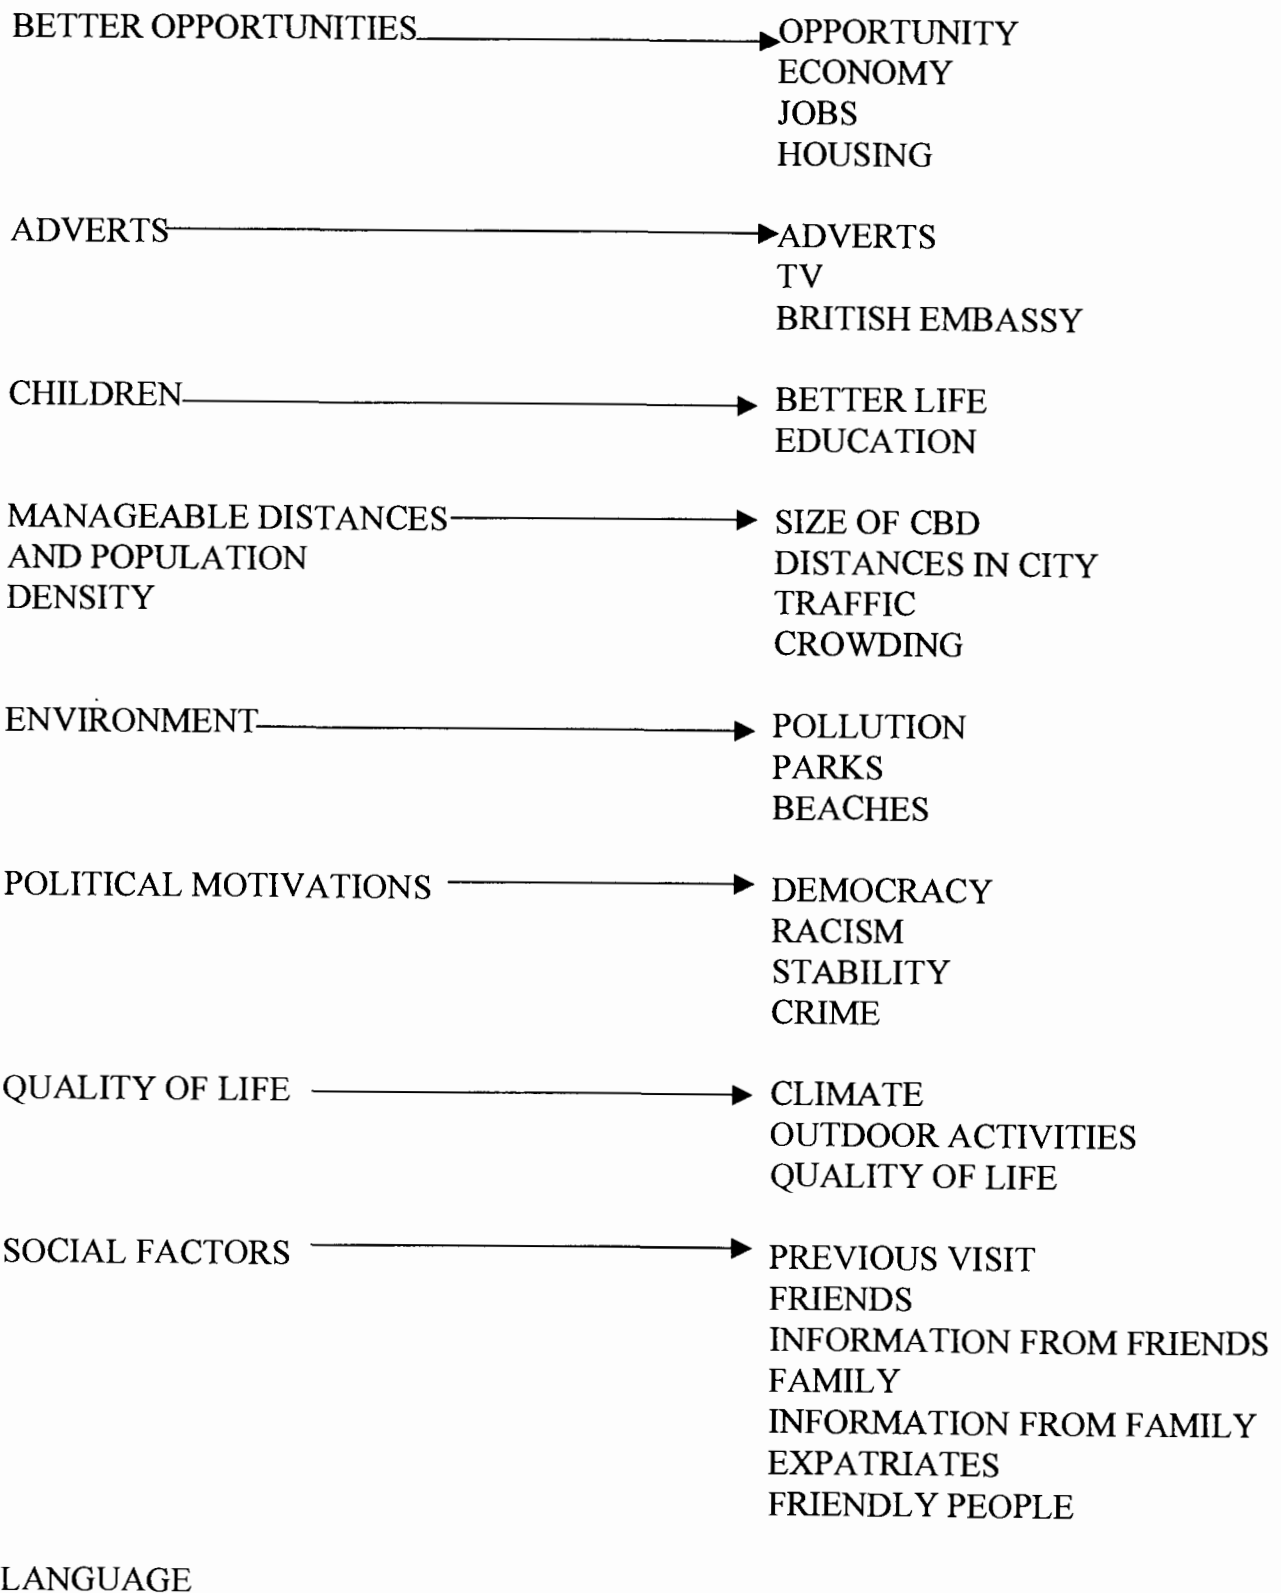 BETTER OPPORTUNITIES OPPORTUNITY
ECONOMY
JOBS
HOUSING
ADVERTS ADVERTS
TV
BRITISH EMBASSY
CHILDREN BETTER LIFE
EDUCATION
MANAGEABLE DISTANCES SIZE OF CBD
AND POPULATION DISTANCES IN CITY
DENSITY TRAFFIC
CROWDING
ENVIRONMENT POLLUTION
PARKS
BEACHES
POLITICAL MOTIVATIONS DEMOCRACY
RACISM
STABILITY
CRIME
QUALITY OF LIFE CLIMATE
OUTDOOR ACTIVITIES
QUALITY OF LIFE
SOCIAL FACTORS PREVIOUS VISIT
FRIENDS
INFORMATION FROM FRIENDS
FAMILY
INFORMATION FROM FAMILY
EXPATRIATES
FRIENDLY PEOPLE
LANGUAGE